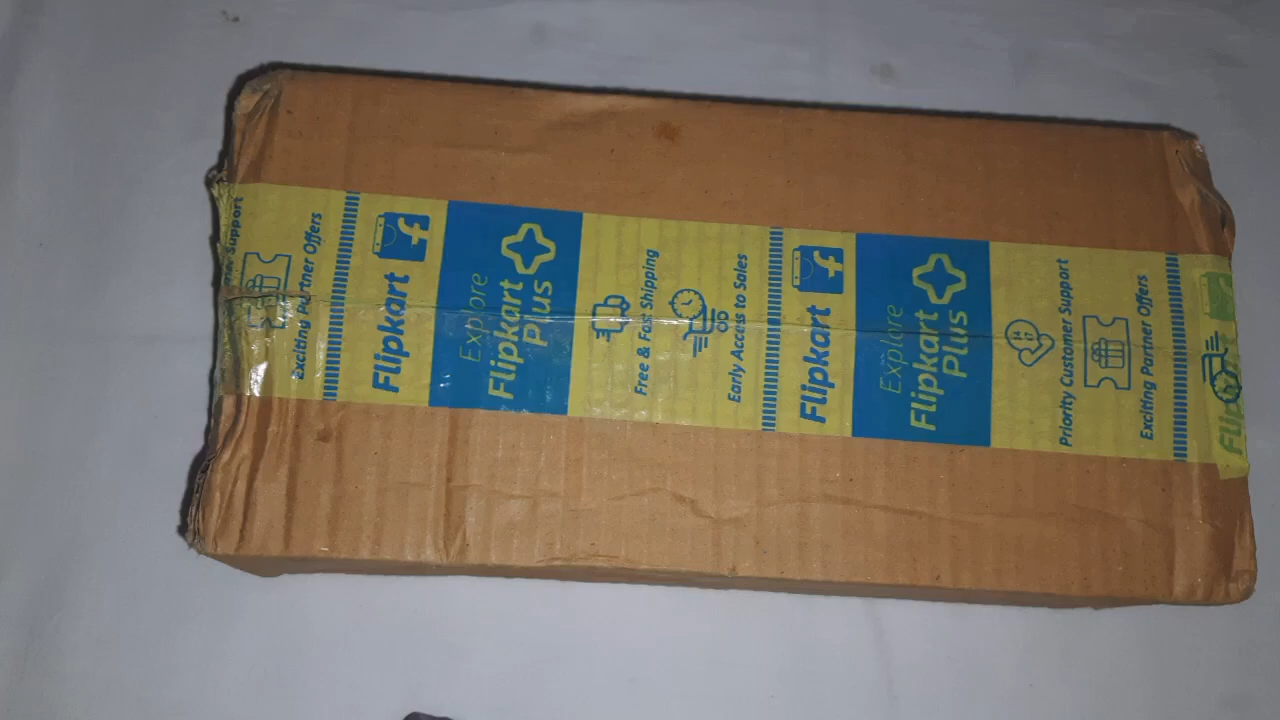 Support
Exciting Partner Offers
Flipkart
f
Explore
Flipkart
Plus
Free & Fast Shipping
Early Access to Sales
Flipkart
f
Explore
Flipkart
Plus
Priority Customer Support
Exciting Partner Offers